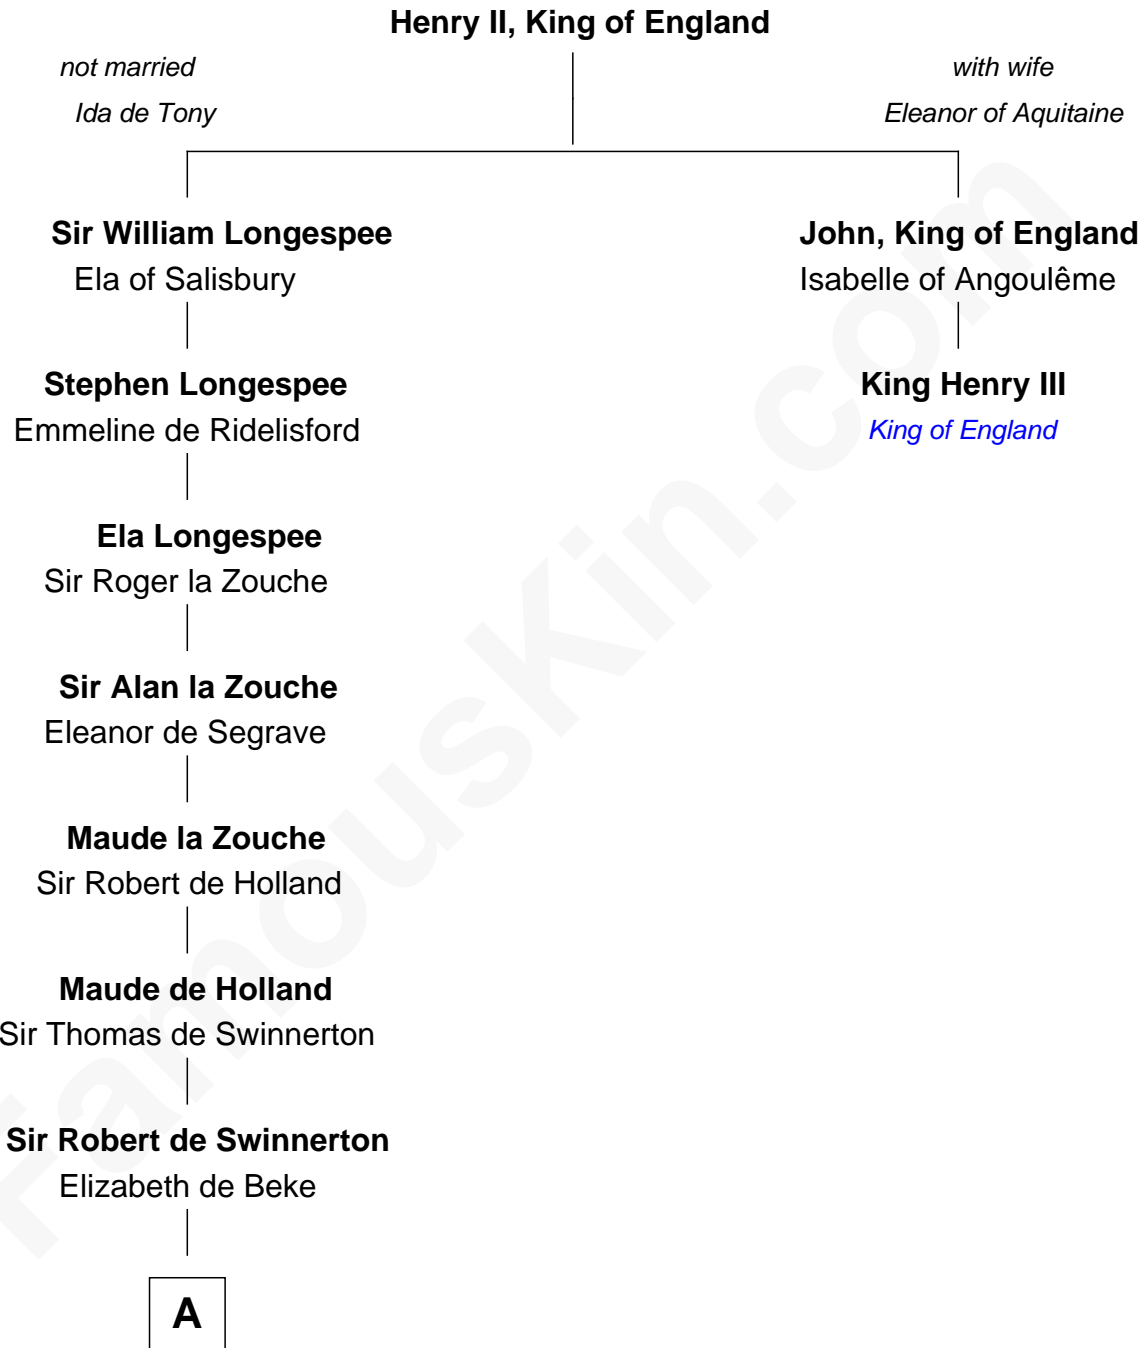 Henry II, King of England
not married
with wife
Ida de Tony
Eleanor of Aquitaine
Sir William Longespee
John, King of England
Ela of Salisbury
Isabelle of Angoulême
Stephen Longespee
King Henry III
Emmeline de Ridelisford
King of England
Ela Longespee
Sir Roger la Zouche
Sir Alan la Zouche
Eleanor de Segrave
Maude la Zouche
Sir Robert de Holland
Maude de Holland
Sir Thomas de Swinnerton
Sir Robert de Swinnerton
Elizabeth de Beke
A
FamousKin.com